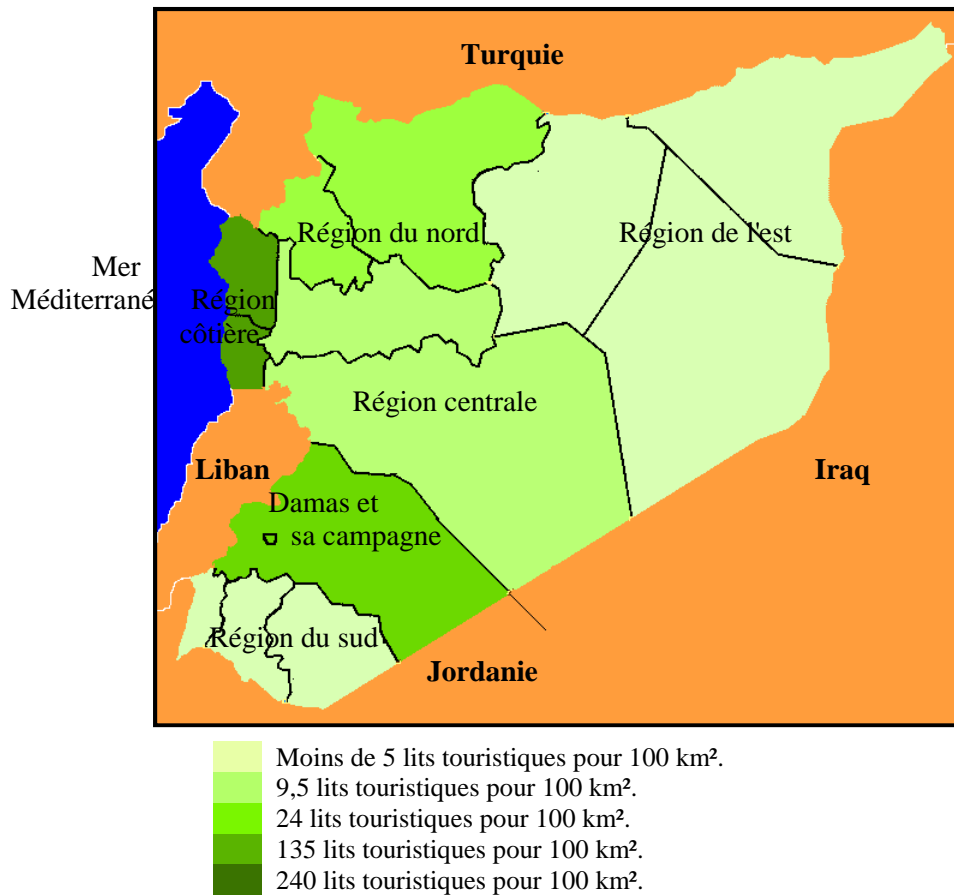 Turquie
Région du nord
Région de l'est
Mer
Méditerrané
Région
côtière
Région centrale
Liban
Iraq
Damas et
sa campagne
Région du sud
Jordanie
Moins de 5 lits touristiques pour 100 km².
9,5 lits touristiques pour 100 km².
24 lits touristiques pour 100 km².
135 lits touristiques pour 100 km².
240 lits touristiques pour 100 km².